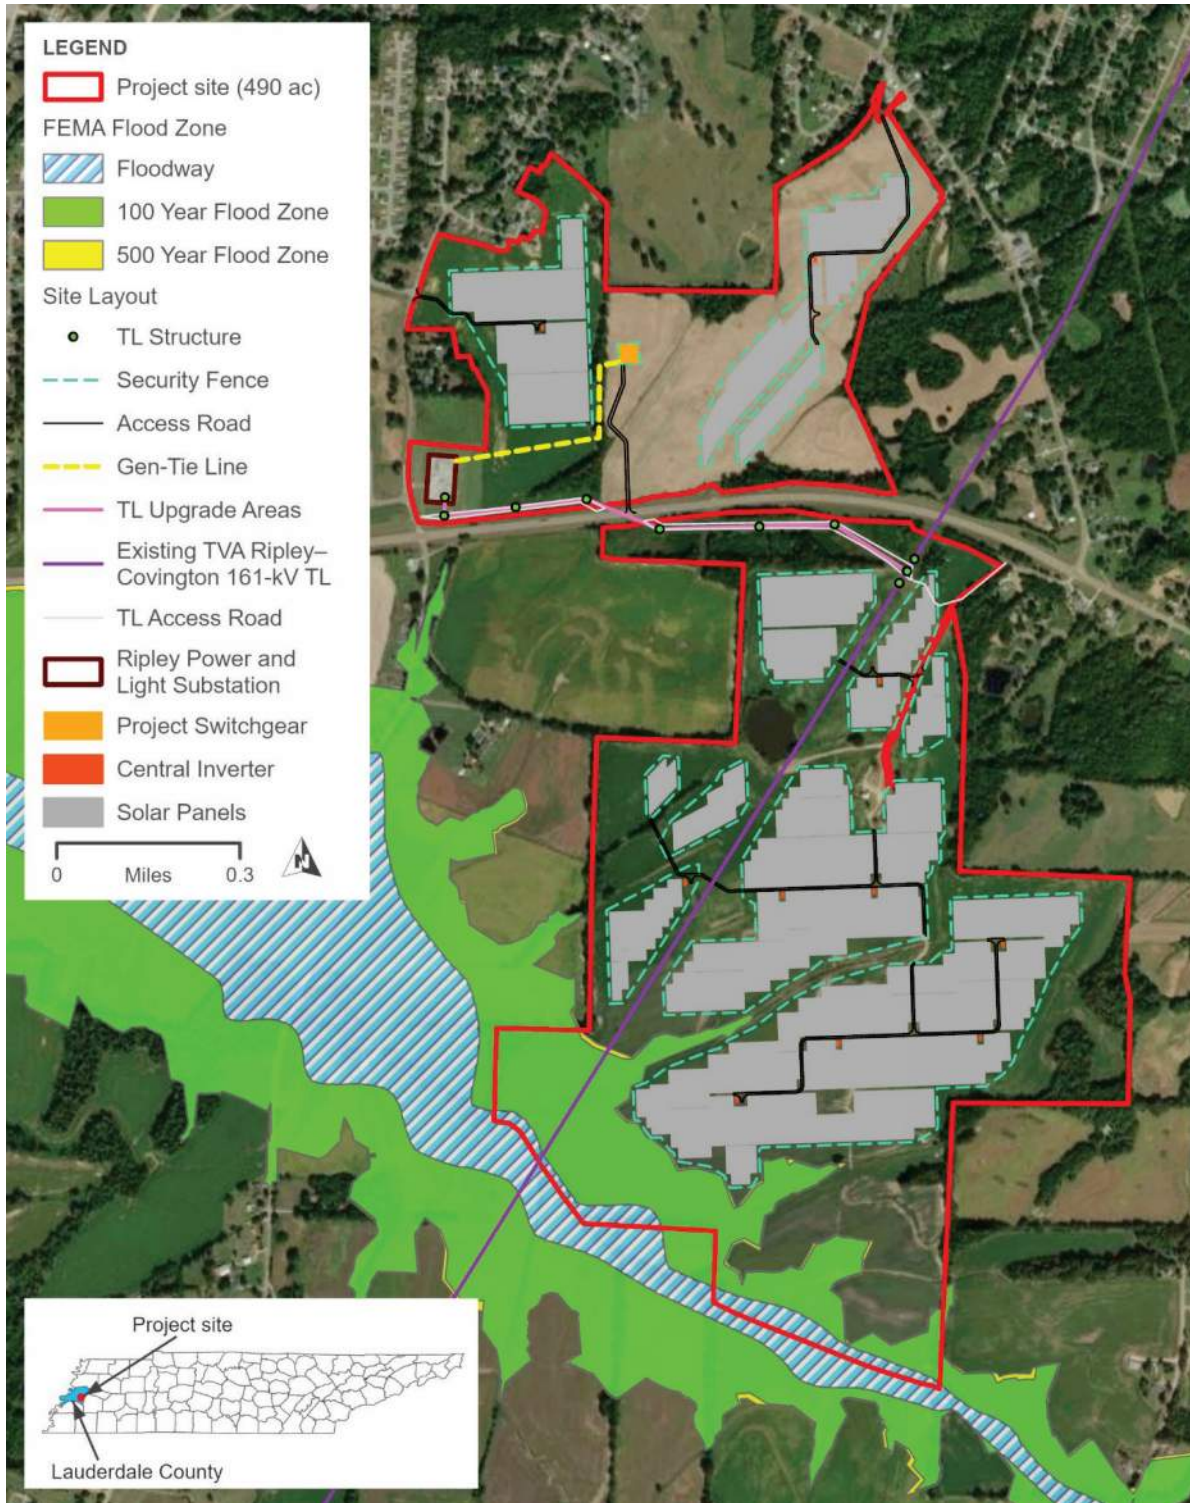 LEGEND
Project site (490 ac)
FEMA Flood Zone
Floodway
100 Year Flood Zone
500 Year Flood Zone
Site Layout
TL Structure
Security Fence
Access Road
Gen-Tie Line
TL Upgrade Areas
Existing TVA Ripley–
Covington 161-kV TL
TL Access Road
Ripley Power and
Light Substation
Project Switchgear
Central Inverter
Solar Panels
0 Miles 0.3
N
Project site
Lauderdale County